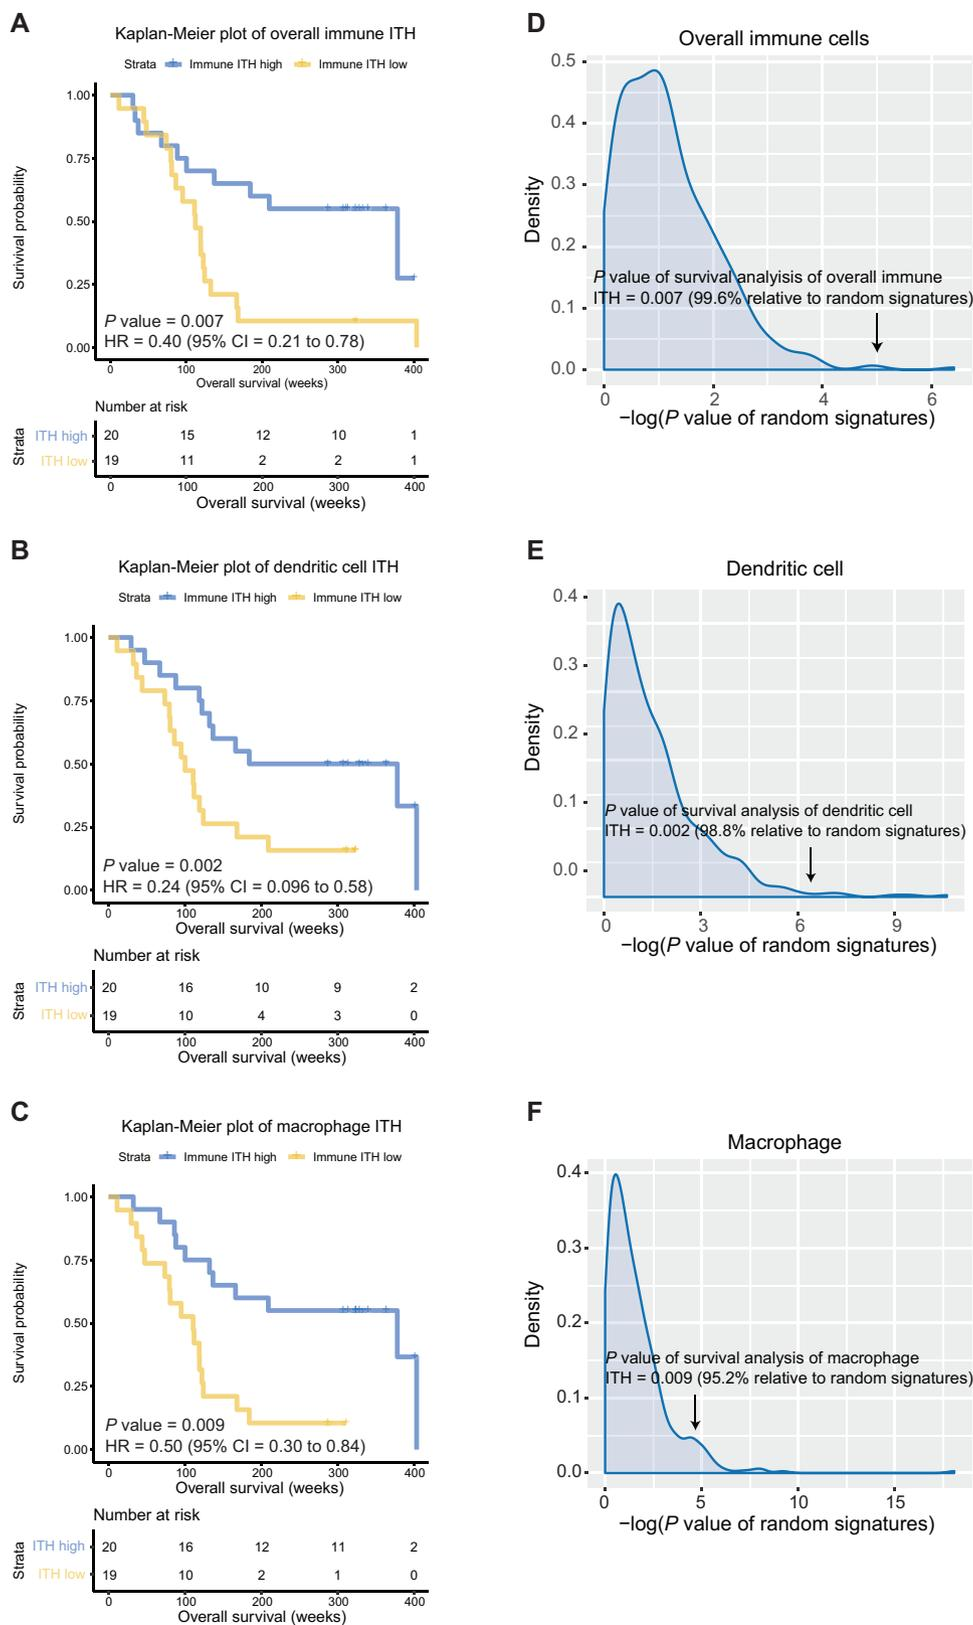 A
Kaplan-Meier plot of overall immune ITH
Strata Immune ITH high Immune ITH low
1.00
0.75
0.50
0.25
0.00
Survival probability
P value = 0.007
HR = 0.40 (95% CI = 0.21 to 0.78)
0 100 200 300 400
Overall survival (weeks)
Number at risk
Strata
ITH high 20 15 12 10 1
ITH low 19 11 2 2 1
0 100 200 300 400
Overall survival (weeks)
D
Overall immune cells
0.5
0.4
0.3
0.2
0.1
0.0
Density
P value of survival analyisis of overall immune
ITH = 0.007 (99.6% relative to random signatures)
0 2 4 6
−log(P value of random signatures)
B
Kaplan-Meier plot of dendritic cell ITH
Strata Immune ITH high Immune ITH low
1.00
0.75
0.50
0.25
0.00
Survival probability
P value = 0.002
HR = 0.24 (95% CI = 0.096 to 0.58)
0 100 200 300 400
Overall survival (weeks)
Number at risk
Strata
ITH high 20 16 10 9 2
ITH low 19 10 4 3 0
0 100 200 300 400
Overall survival (weeks)
E
Dendritic cell
0.4
0.3
0.2
0.1
0.0
Density
P value of survival analysis of dendritic cell
ITH = 0.002 (98.8% relative to random signatures)
0 3 6 9
−log(P value of random signatures)
C
Kaplan-Meier plot of macrophage ITH
Strata Immune ITH high Immune ITH low
1.00
0.75
0.50
0.25
0.00
Survival probability
P value = 0.009
HR = 0.50 (95% CI = 0.30 to 0.84)
0 100 200 300 400
Overall survival (weeks)
Number at risk
Strata
ITH high 20 16 12 11 2
ITH low 19 10 2 1 0
0 100 200 300 400
Overall survival (weeks)
F
Macrophage
0.4
0.3
0.2
0.1
0.0
Density
P value of survival analysis of macrophage
ITH = 0.009 (95.2% relative to random signatures)
0 5 10 15
−log(P value of random signatures)